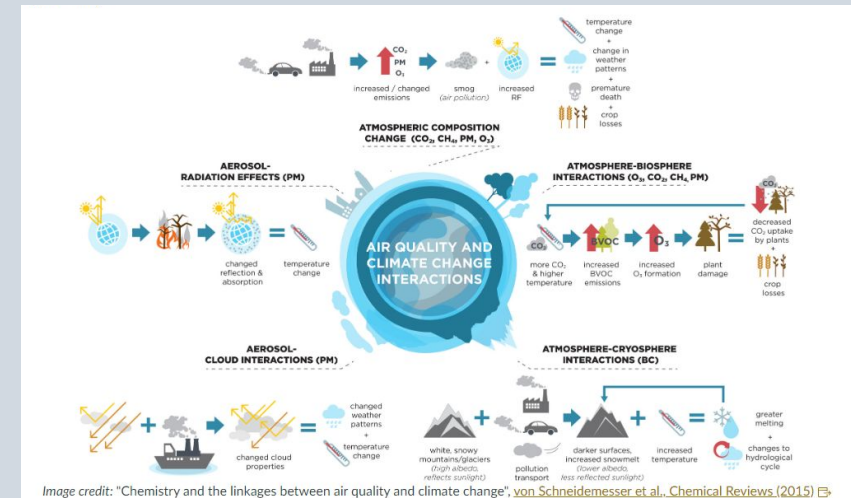 temperature
change
+
change in
weather
patterns
+
premature
death
+
crop
losses
CO₂
PM
O₃
increased / changed
emissions
smog
(air pollution)
+
increased
RF
=
ATMOSPHERIC COMPOSITION
CHANGE (CO₂, CH₄, PM, O₃)
AEROSOL-
RADIATION EFFECTS (PM)
=
changed
reflection &
absorption
temperature
change
ATMOSPHERE-BIOSPHERE
INTERACTIONS (O₃, CO₂, CH₄, PM)
CO₂
more CO₂
& higher
temperature
BVOC
increased
BVOC
emissions
O₃
increased
O₃ formation
plant
damage
=
CO₂
decreased
CO₂ uptake
by plants
+
crop
losses
AIR QUALITY AND
CLIMATE CHANGE
INTERACTIONS
AEROSOL-
CLOUD INTERACTIONS (PM)
+
changed cloud
properties
=
changed
weather
patterns
+
temperature
change
ATMOSPHERE-CRYOSPHERE
INTERACTIONS (BC)
white, snowy
mountains/glaciers
(high albedo,
reflects sunlight)
+
pollution
transport
darker surfaces,
increased snowmelt
(lower albedo,
less reflected sunlight)
+
increased
temperature
=
greater
melting
+
changes to
hydrological
cycle
Image credit: "Chemistry and the linkages between air quality and climate change", von Schneidemesser et al., Chemical Reviews (2015)